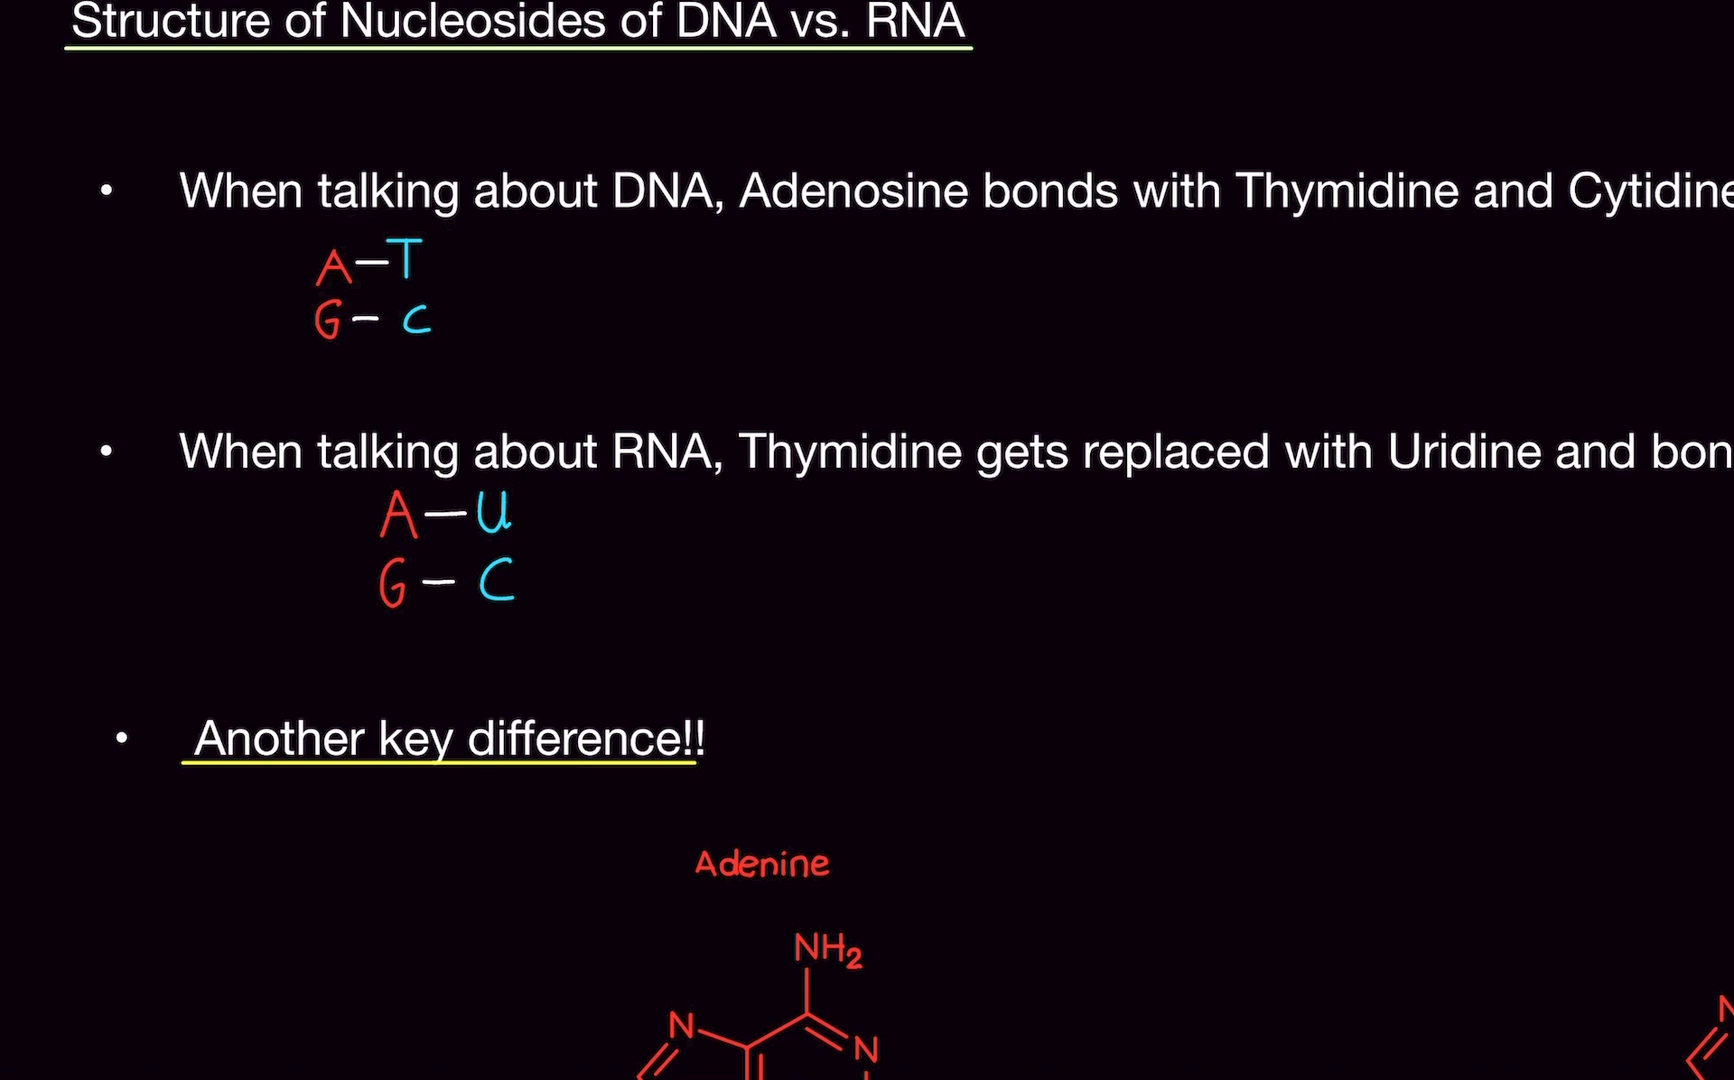 Structure of Nucleosides of DNA vs. RNA
• When talking about DNA, Adenosine bonds with Thymidine and Cytidine
A – T
G – C
• When talking about RNA, Thymidine gets replaced with Uridine and bon
A – U
G – C
• Another key difference!!
Adenine
NH2
N
N
N